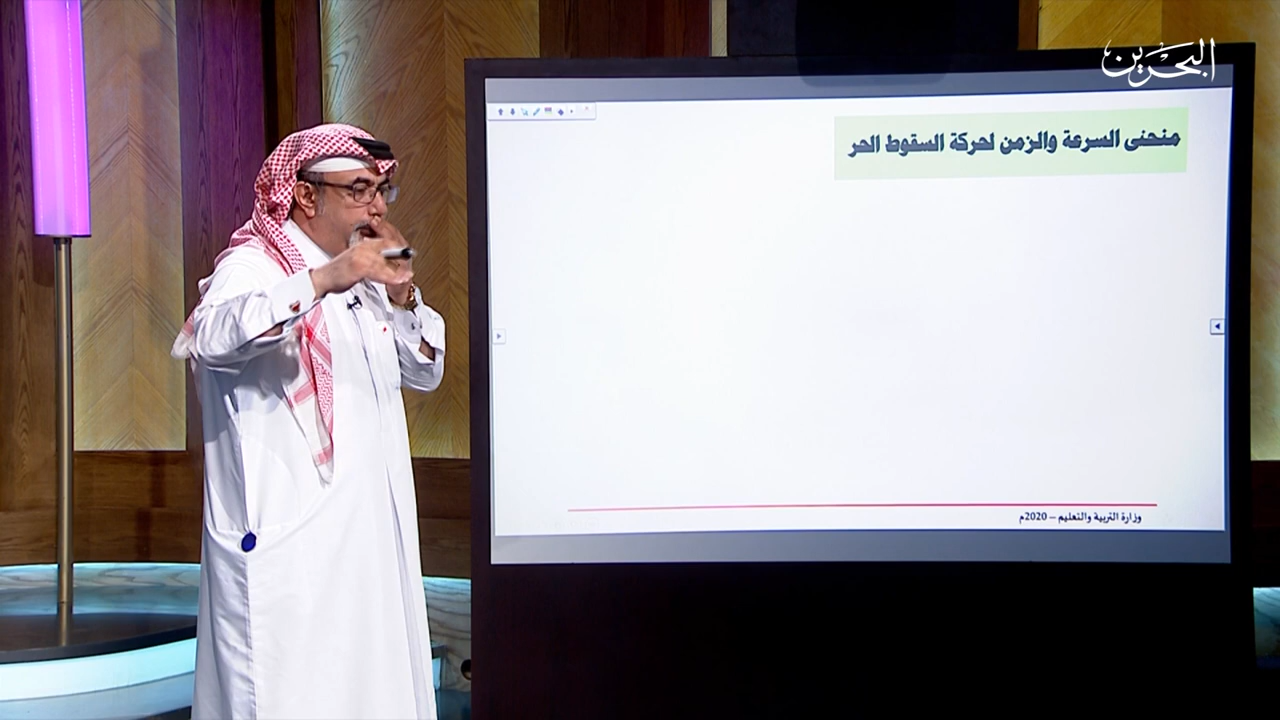 البحرين
منحنى السرعة والزمن لحركة السقوط الحر
وزارة التربية والتعليم – 2020م